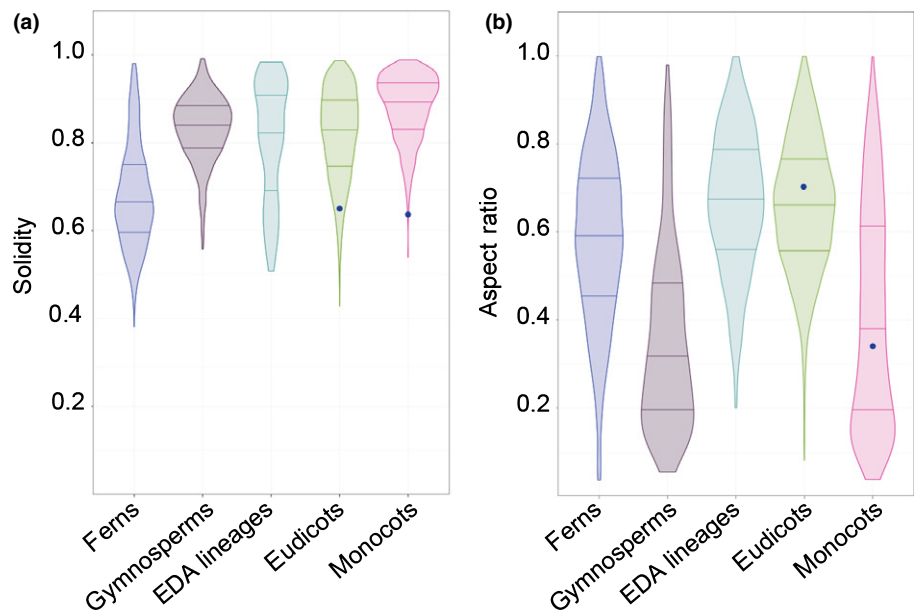 (a)
Solidity
1.0
0.8
0.6
0.4
0.2
Ferns
Gymnosperms
EDA lineages
Eudicots
Monocots
(b)
Aspect ratio
1.0
0.8
0.6
0.4
0.2
Ferns
Gymnosperms
EDA lineages
Eudicots
Monocots